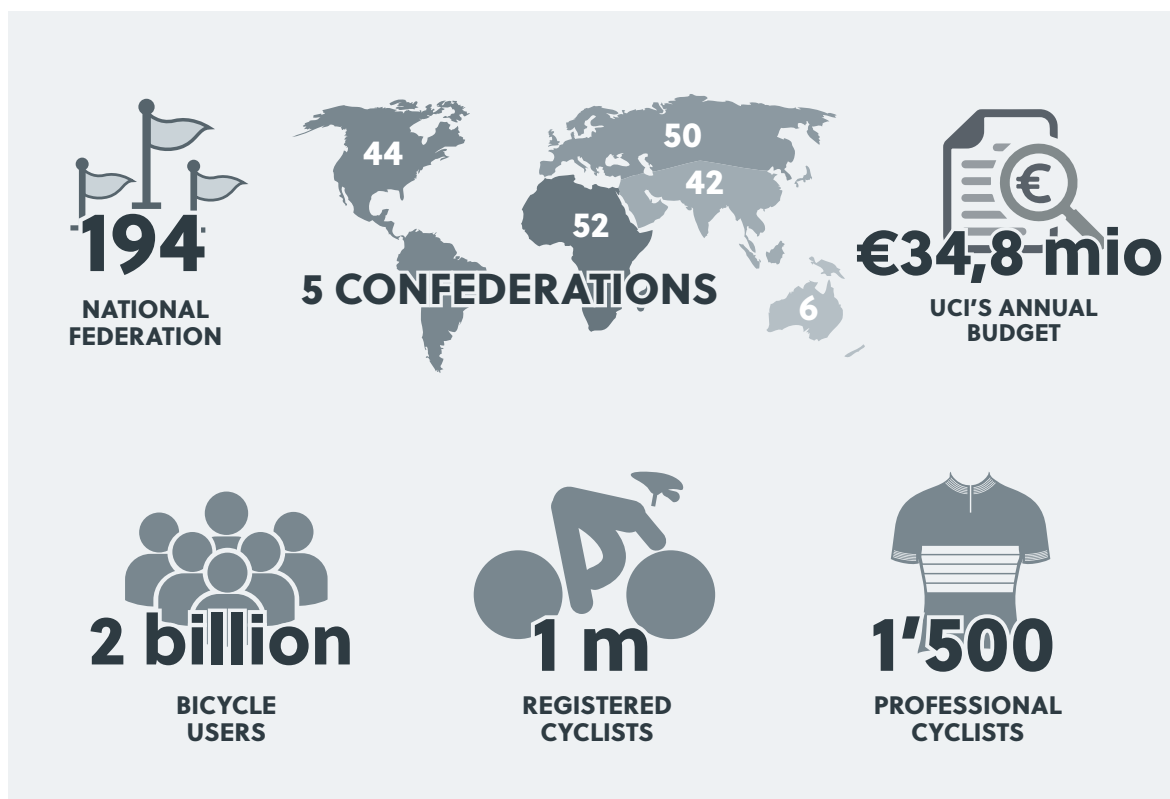 194
NATIONAL
FEDERATION
44
50
42
52
6
5 CONFEDERATIONS
€
€34,8 mio
UCI'S ANNUAL
BUDGET
2 billion
BICYCLE
USERS
1 m
REGISTERED
CYCLISTS
1'500
PROFESSIONAL
CYCLISTS